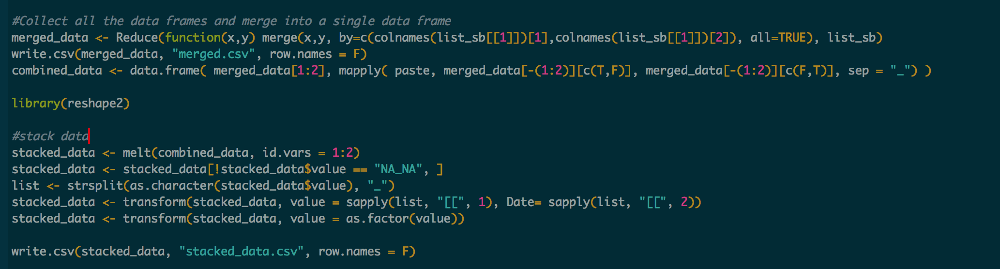 #Collect all the data frames and merge into a single data frame
merged_data <- Reduce(function(x,y) merge(x,y, by=c(colnames(list_sb[[1]])[1],colnames(list_sb[[1]])[2]), all=TRUE), list_sb)
write.csv(merged_data, "merged.csv", row.names = F)
combined_data <- data.frame( merged_data[1:2], mapply( paste, merged_data[-(1:2)][c(T,F)], merged_data[-(1:2)][c(F,T)], sep = "_") )
library(reshape2)
#stack data
stacked_data <- melt(combined_data, id.vars = 1:2)
stacked_data <- stacked_data[!stacked_data$value == "NA_NA", ]
list <- strsplit(as.character(stacked_data$value), "_")
stacked_data <- transform(stacked_data, value = sapply(list, "[[", 1), Date= sapply(list, "[[", 2))
stacked_data <- transform(stacked_data, value = as.factor(value))
write.csv(stacked_data, "stacked_data.csv", row.names = F)